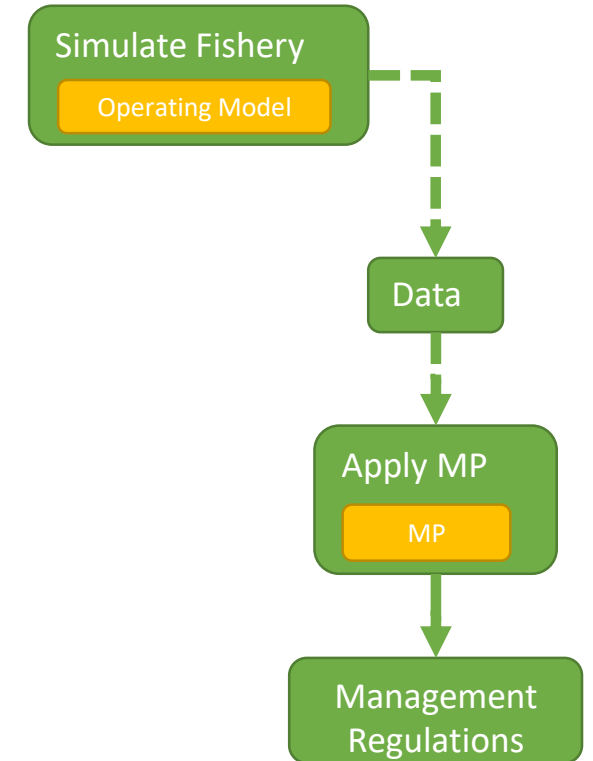 Simulate Fishery
Operating Model
Data
Apply MP
MP
Management
Regulations